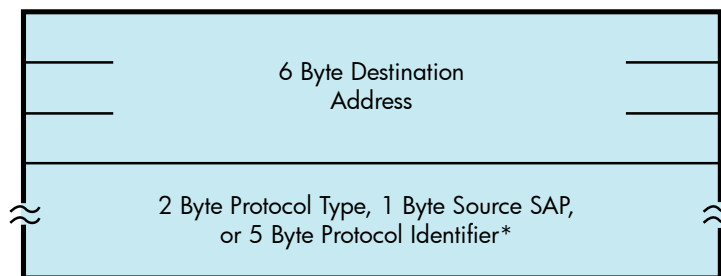 6 Byte Destination
Address
2 Byte Protocol Type, 1 Byte Source SAP,
or 5 Byte Protocol Identifier*